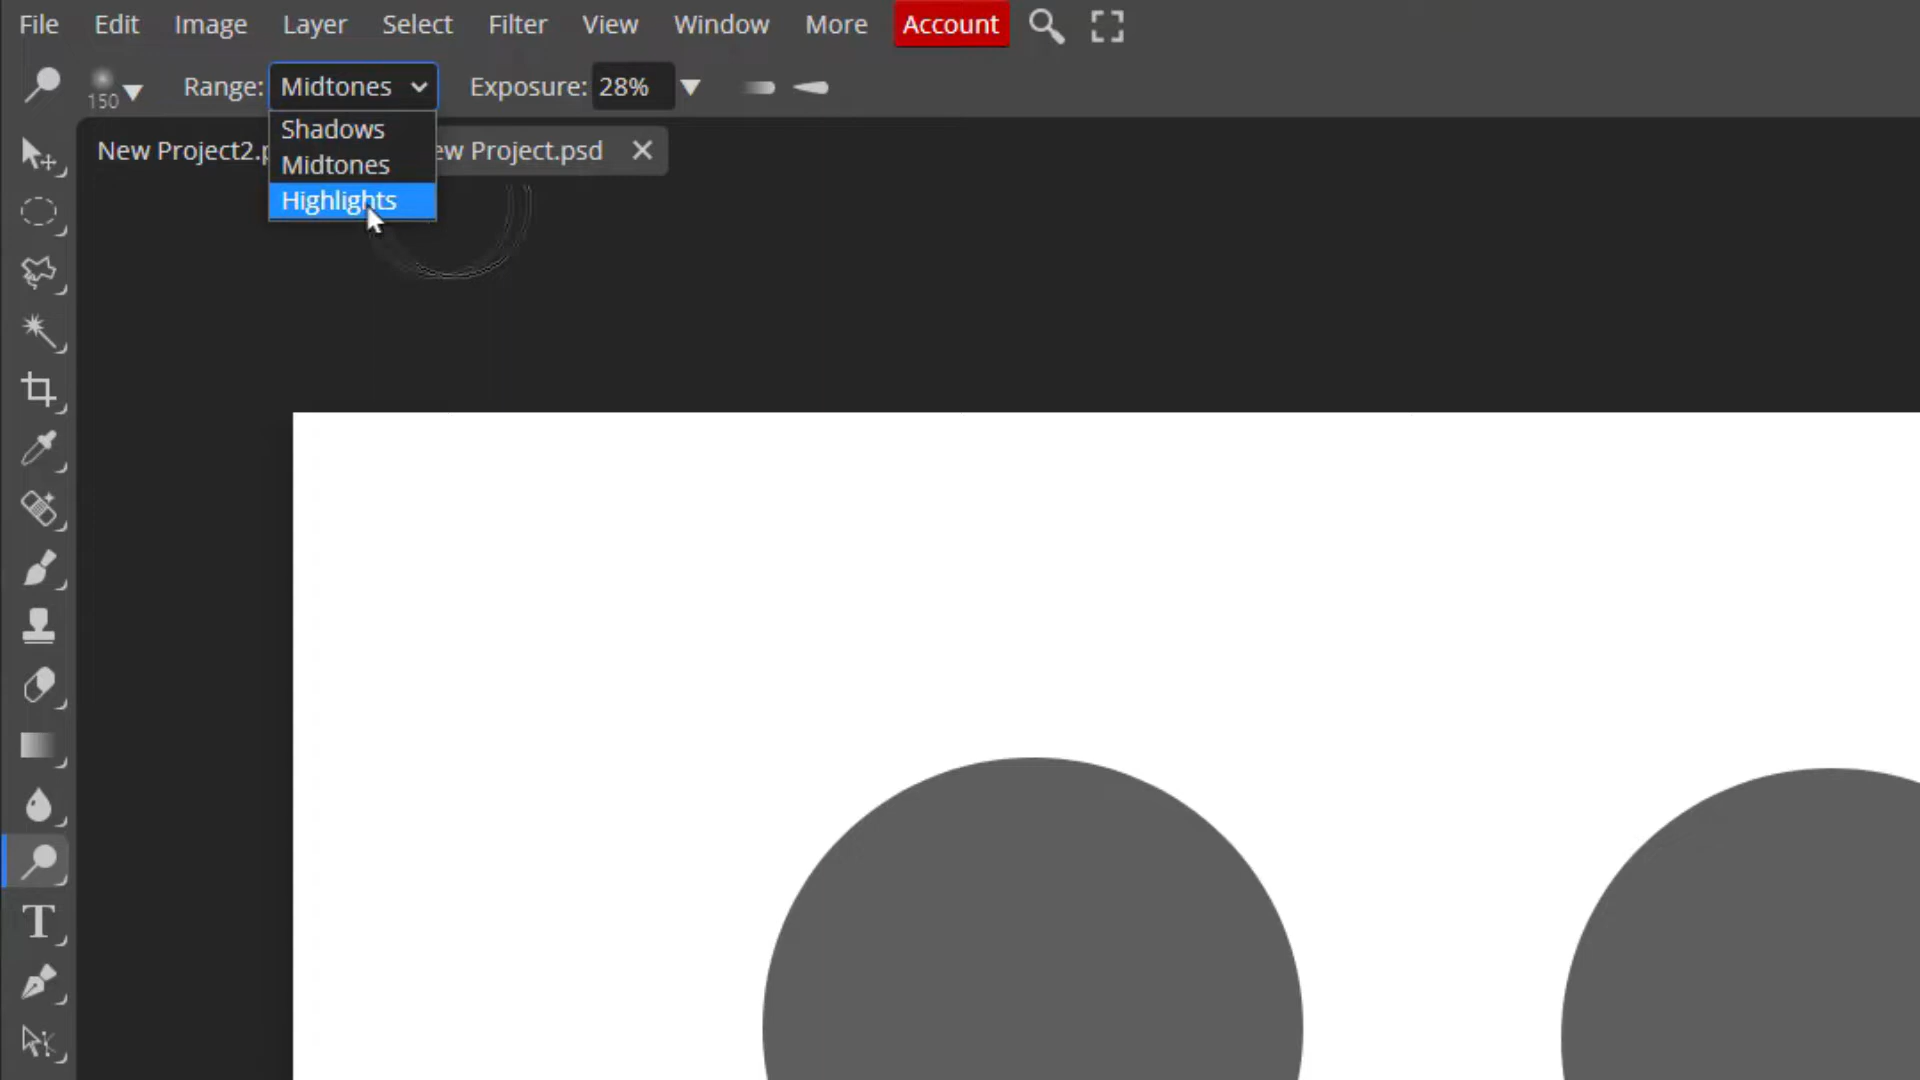 File Edit Image Layer Select Filter View Window More Account
150 Range: Midtones Exposure: 28%
Shadows
New Project2.p ew Project.psd
Midtones
Highlights
T